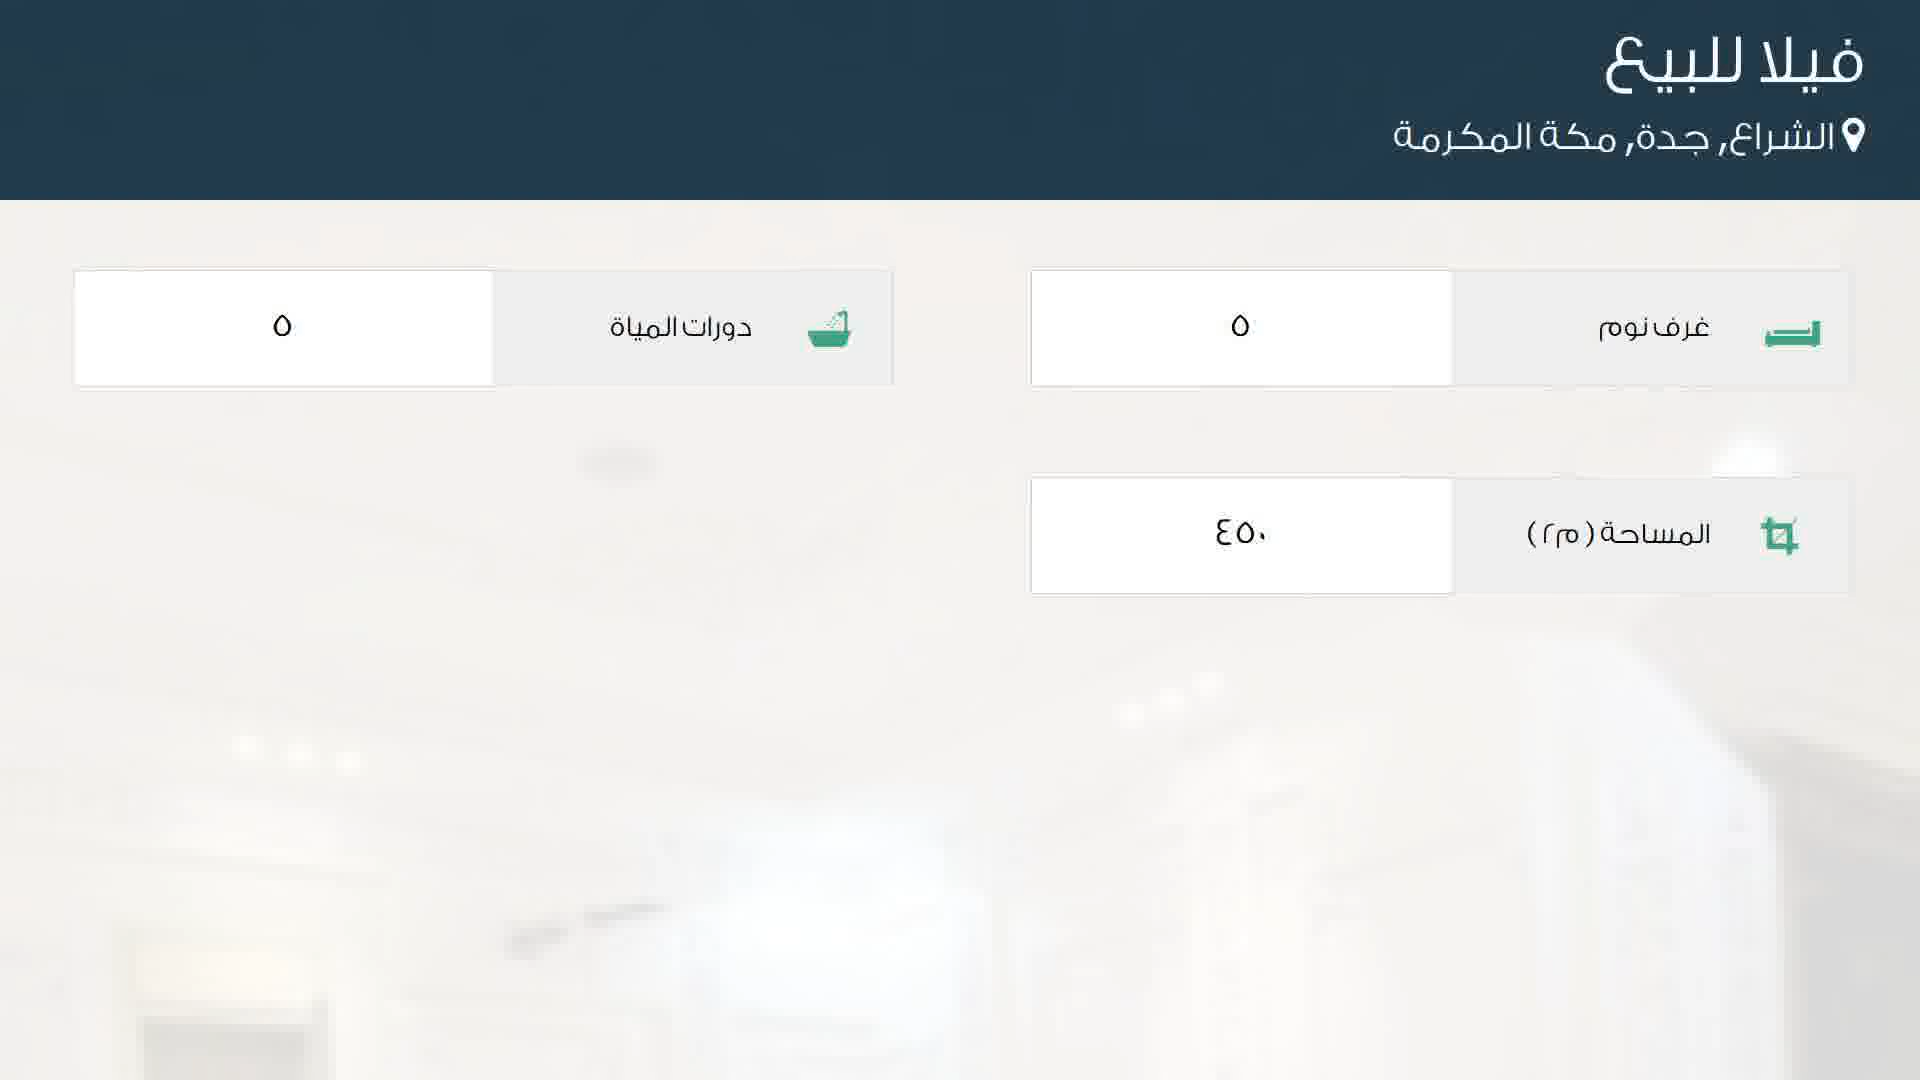 فيلا للبيع
الشراع, جدة, مكة المكرمة
غرف نوم
٥
دورات المياة
٥
المساحة (م٢)
٤٥٠